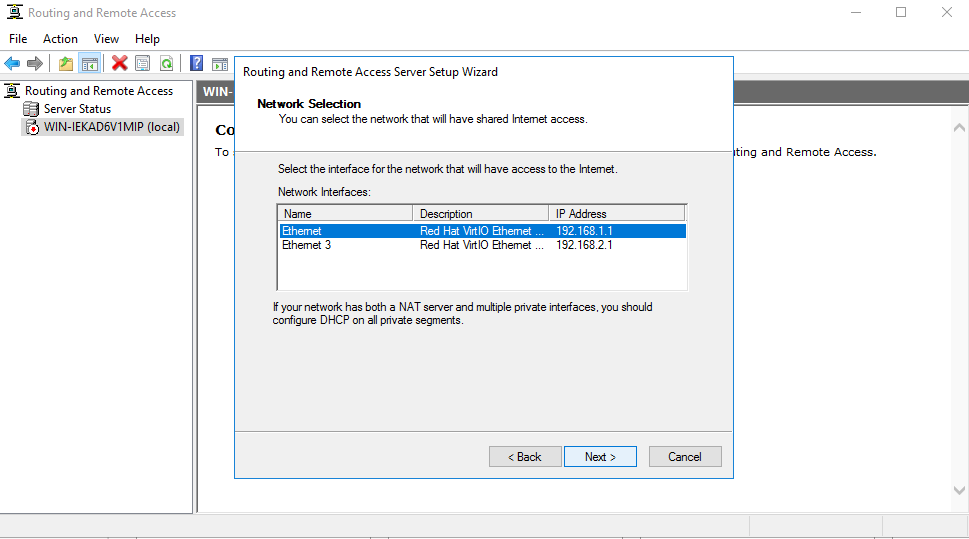 Routing and Remote Access
File Action View Help
Routing and Remote Access
Server Status
WIN-IEKAD6V1MIP (local)
WIN-
Co
To
uting and Remote Access.
Routing and Remote Access Server Setup Wizard
Network Selection
You can select the network that will have shared Internet access.
Select the interface for the network that will have access to the Internet.
Network Interfaces:
Name Description IP Address
Ethernet Red Hat VirtIO Ethernet ... 192.168.1.1
Ethernet 3 Red Hat VirtIO Ethernet ... 192.168.2.1
If your network has both a NAT server and multiple private interfaces, you should
configure DHCP on all private segments.
< Back Next > Cancel